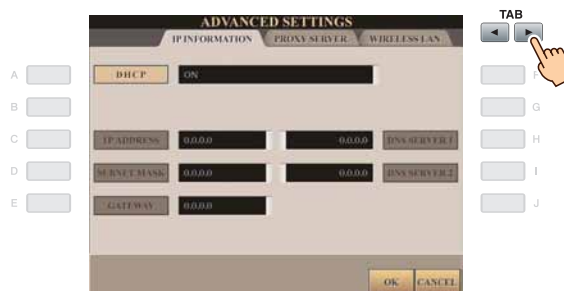 ADVANCED SETTINGS
TAB
IP INFORMATION PROXY SERVER WIRELESS LAN
A DHCP ON F
B G
C IP ADDRESS 0.0.0.0 0.0.0.0 DNS SERVER 1 H
D SUBNET MASK 0.0.0.0 0.0.0.0 DNS SERVER 2 I
E GATEWAY 0.0.0.0 J
OK CANCEL